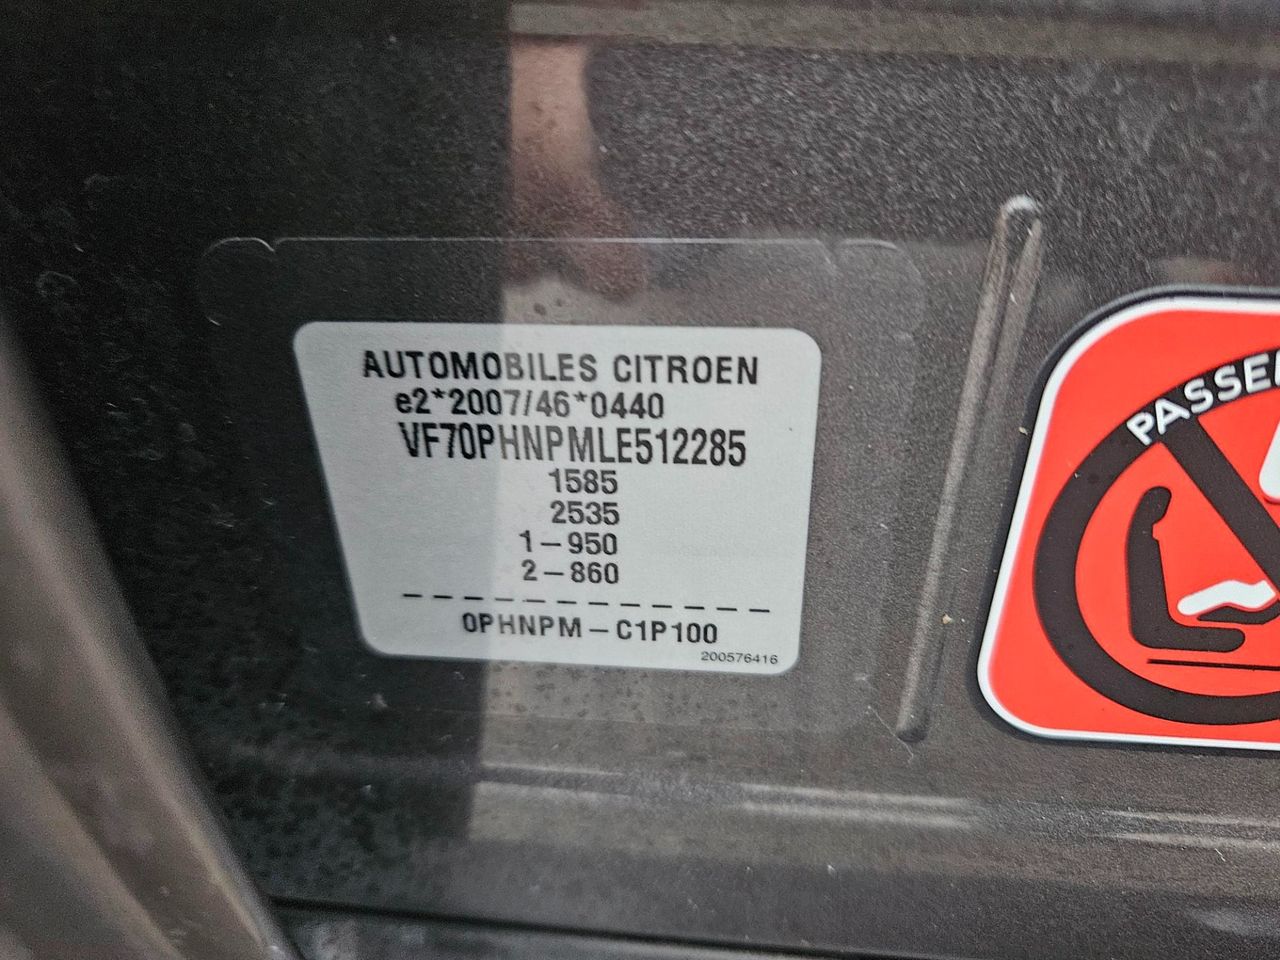 AUTOMOBILES CITROEN
e2*2007/46*0440
VF70PHNPMLE512285
1585
2535
1-950
2-860
0PHNPM-C1P100
200576416
PASSE